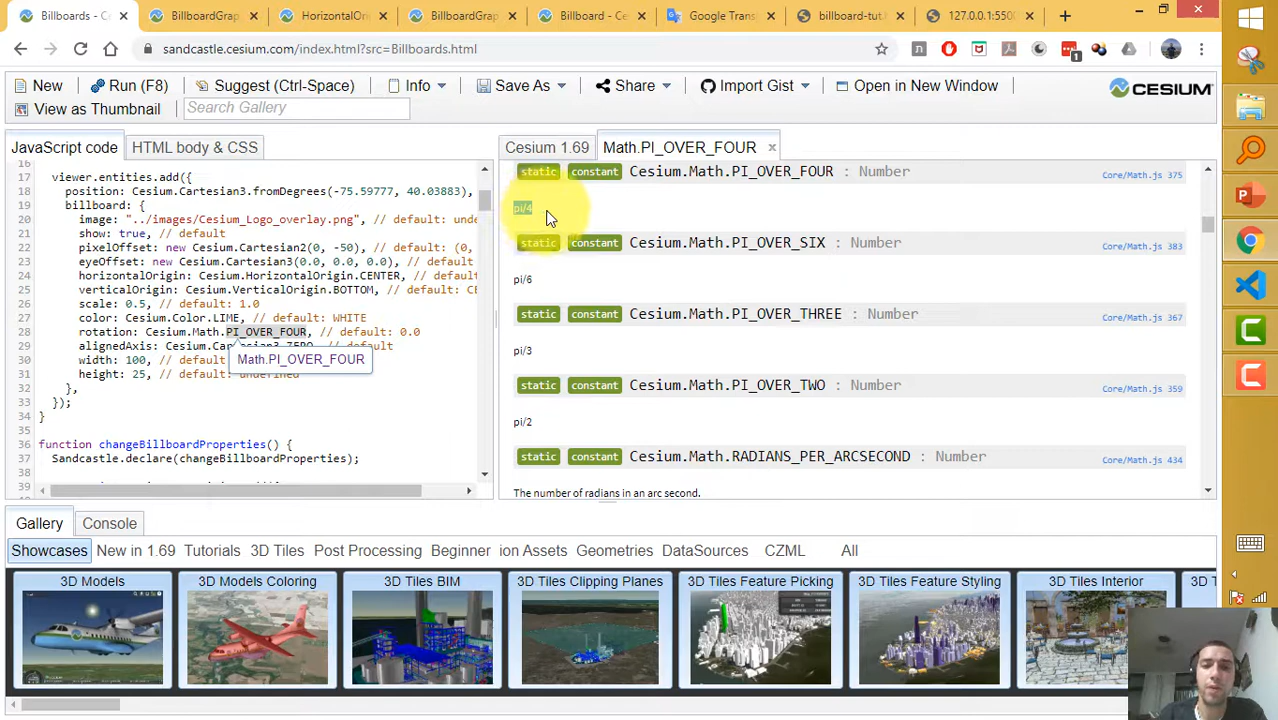 Billboards - Ce
BillboardGrap
HorizontalOri
BillboardGrap
Billboard - Ce
Google Trans
billboard-tut.h
127.0.0.1:5500
sandcastle.cesium.com/index.html?src=Billboards.html
New
Run (F8)
Suggest (Ctrl-Space)
Info
Save As
Share
Import Gist
Open in New Window
CESIUM
View as Thumbnail
Search Gallery
JavaScript code
HTML body & CSS
Cesium 1.69
Math.PI_OVER_FOUR
16
17 viewer.entities.add({
18 position: Cesium.Cartesian3.fromDegrees(-75.59777, 40.03883),
19 billboard: {
20 image: "../images/Cesium_Logo_overlay.png", // default: unde
21 show: true, // default
22 pixelOffset: new Cesium.Cartesian2(0, -50), // default: (0,
23 eyeOffset: new Cesium.Cartesian3(0.0, 0.0, 0.0), // default
24 horizontalOrigin: Cesium.HorizontalOrigin.CENTER, // default
25 verticalOrigin: Cesium.VerticalOrigin.BOTTOM, // default: CE
26 scale: 0.5, // default: 1.0
27 color: Cesium.Color.LIME, // default: WHITE
28 rotation: Cesium.Math.PI_OVER_FOUR, // default: 0.0
29 alignedAxis: Cesium.Cartesian3.ZERO, // default
30 width: 100, // default:
31 height: 25, // default: undefined
32 },
33 });
34 }
35
36 function changeBillboardProperties() {
37 Sandcastle.declare(changeBillboardProperties);
38
Math.PI_OVER_FOUR
static constant Cesium.Math.PI_OVER_FOUR : Number Core/Math.js 375
pi/4
static constant Cesium.Math.PI_OVER_SIX : Number Core/Math.js 383
pi/6
static constant Cesium.Math.PI_OVER_THREE : Number Core/Math.js 367
pi/3
static constant Cesium.Math.PI_OVER_TWO : Number Core/Math.js 359
pi/2
static constant Cesium.Math.RADIANS_PER_ARCSECOND : Number Core/Math.js 434
The number of radians in an arc second.
Gallery
Console
Showcases
New in 1.69
Tutorials
3D Tiles
Post Processing
Beginner
ion Assets
Geometries
DataSources
CZML
All
3D Models
3D Models Coloring
3D Tiles BIM
3D Tiles Clipping Planes
3D Tiles Feature Picking
3D Tiles Feature Styling
3D Tiles Interior